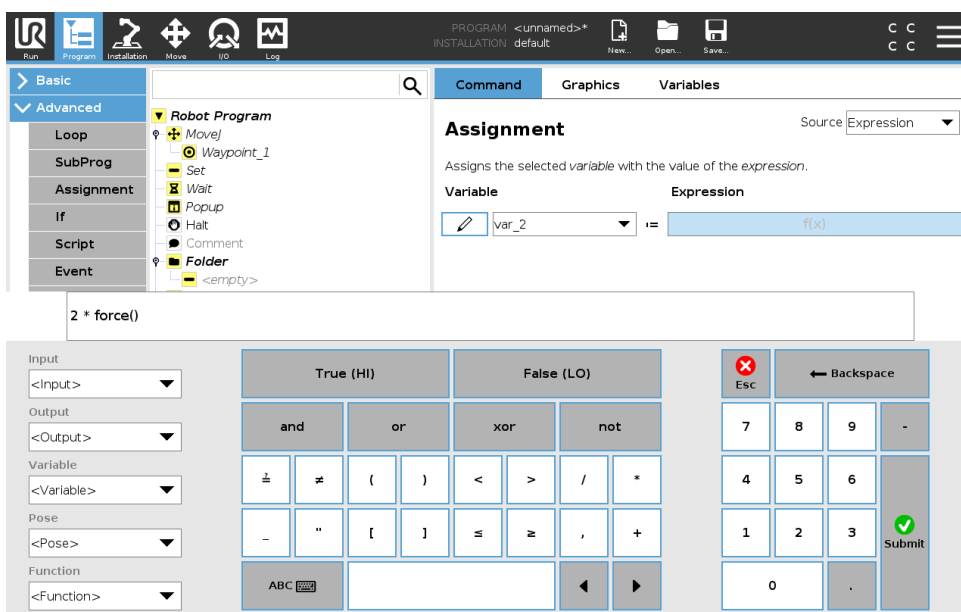 UR
PROGRAM <unnamed>*
INSTALLATION default
C C
C C
Run
Program
Installation
Move
I/O
Log
New...
Open...
Save...
Basic
Advanced
Loop
SubProg
Assignment
If
Script
Event
Robot Program
MoveJ
Waypoint_1
Set
Wait
Popup
Halt
Comment
Folder
<empty>
Command
Graphics
Variables
Assignment
Source Expression
Assigns the selected variable with the value of the expression.
Variable
Expression
var_2
:=
f(x)
2 * force()
Input
<Input>
Output
<Output>
Variable
<Variable>
Pose
<Pose>
Function
<Function>
True (HI)
False (LO)
Esc
Backspace
and
or
xor
not
7
8
9
-
≟
≠
(
)
<
>
/
*
4
5
6
_
"
[
]
≤
≥
,
+
1
2
3
Submit
ABC
0
.